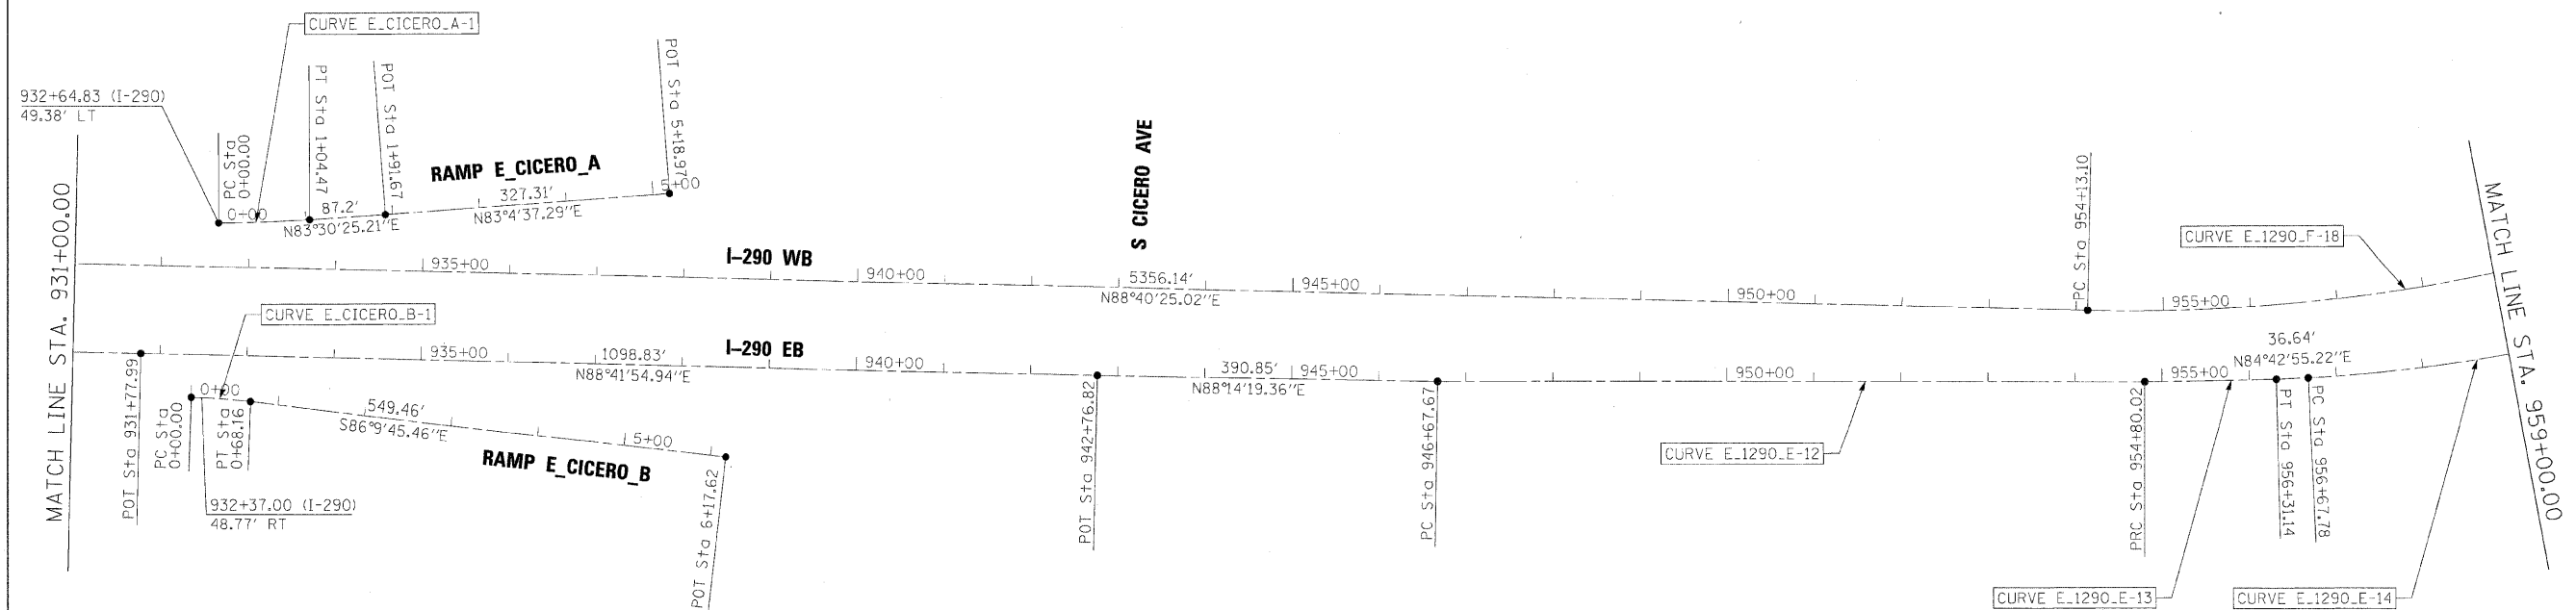 CURVE E_CICERO_A-1
932+64.83 (I-290)
49.38' LT
PC Sta
0+00.00
PT Sta 1+04.47
POT Sta 1+91.67
POT Sta 5+18.97
RAMP E_CICERO_A
0+00
87.2'
N83°30'25.21"E
327.31'
N83°4'37.29"E
5+00
S CICERO AVE
MATCH LINE STA. 931+00.00
I-290 WB
935+00
940+00
5356.14'
N88°40'25.02"E
945+00
950+00
PC Sta 954+13.10
955+00
CURVE E_1290_F-18
MATCH LINE STA. 959+00.00
CURVE E_CICERO_B-1
I-290 EB
935+00
1098.83'
N88°41'54.94"E
940+00
390.85'
N88°14'19.36"E
945+00
950+00
955+00
36.64'
N84°42'55.22"E
POT Sta 931+77.99
PC Sta
0+00.00
0+00
PT Sta
0+68.16
549.46'
S86°9'45.46"E
5+00
RAMP E_CICERO_B
932+37.00 (I-290)
48.77' RT
POT Sta 6+17.62
POT Sta 942+76.82
PC Sta 946+67.67
CURVE E_1290_E-12
PRC Sta 954+80.02
PT Sta 956+31.14
PC Sta 956+67.78
CURVE E_1290_E-13
CURVE E_1290_E-14